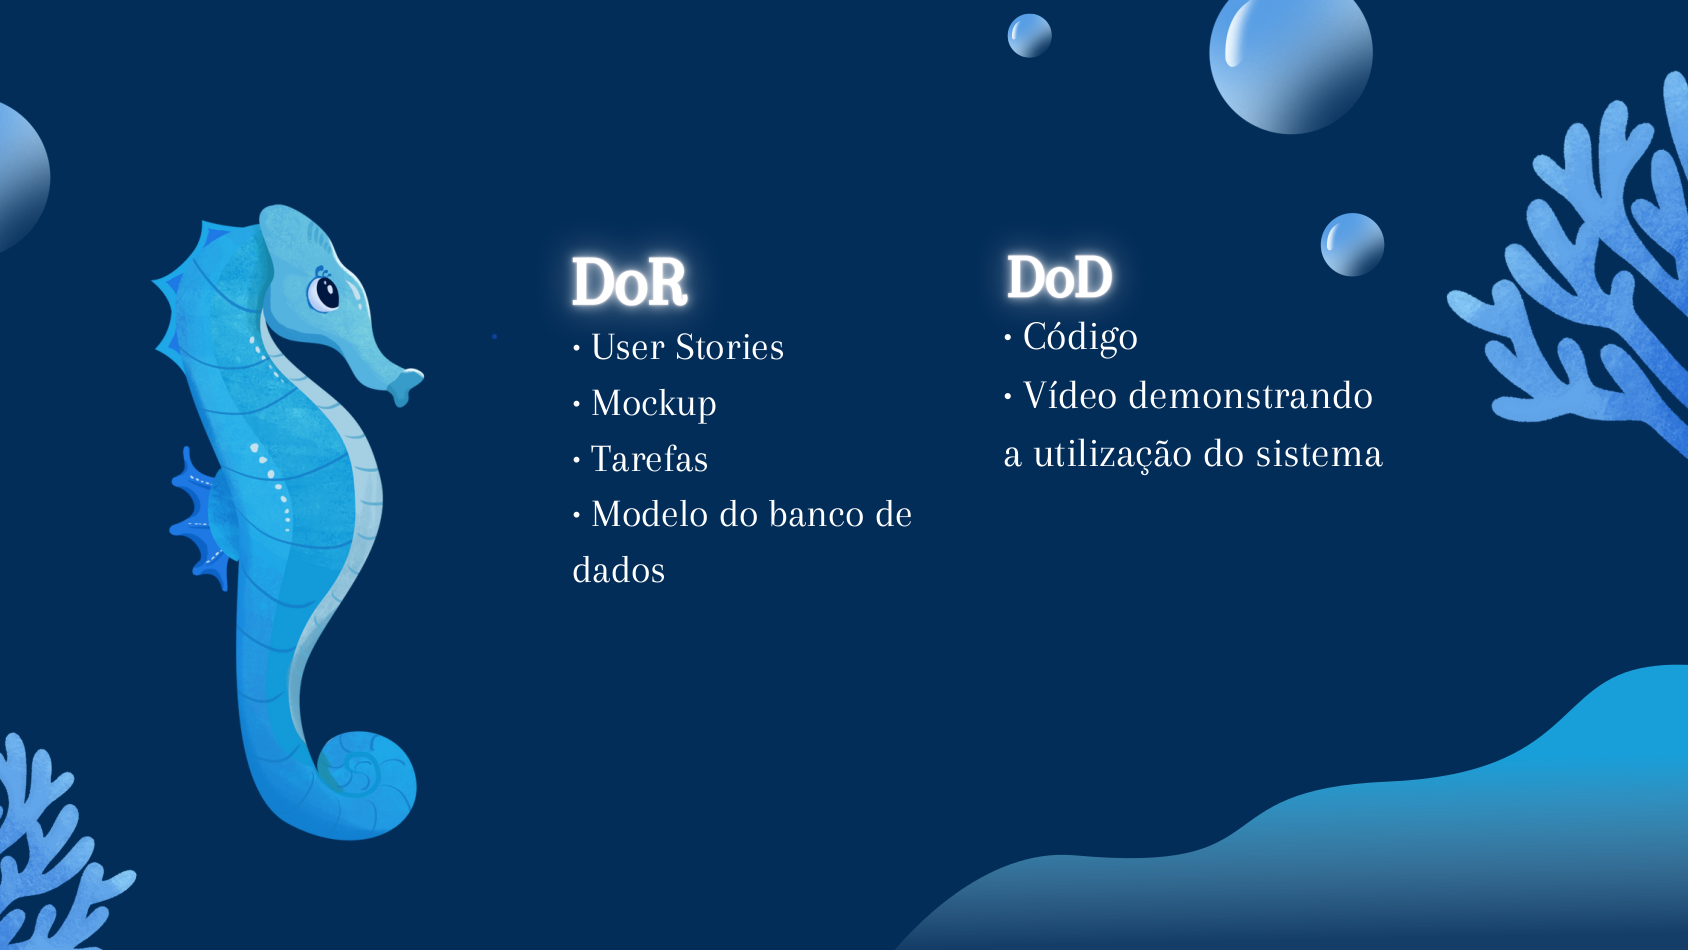 DoR
· User Stories
· Mockup
· Tarefas
· Modelo do banco de
dados
DoD
· Código
· Vídeo demonstrando
a utilização do sistema